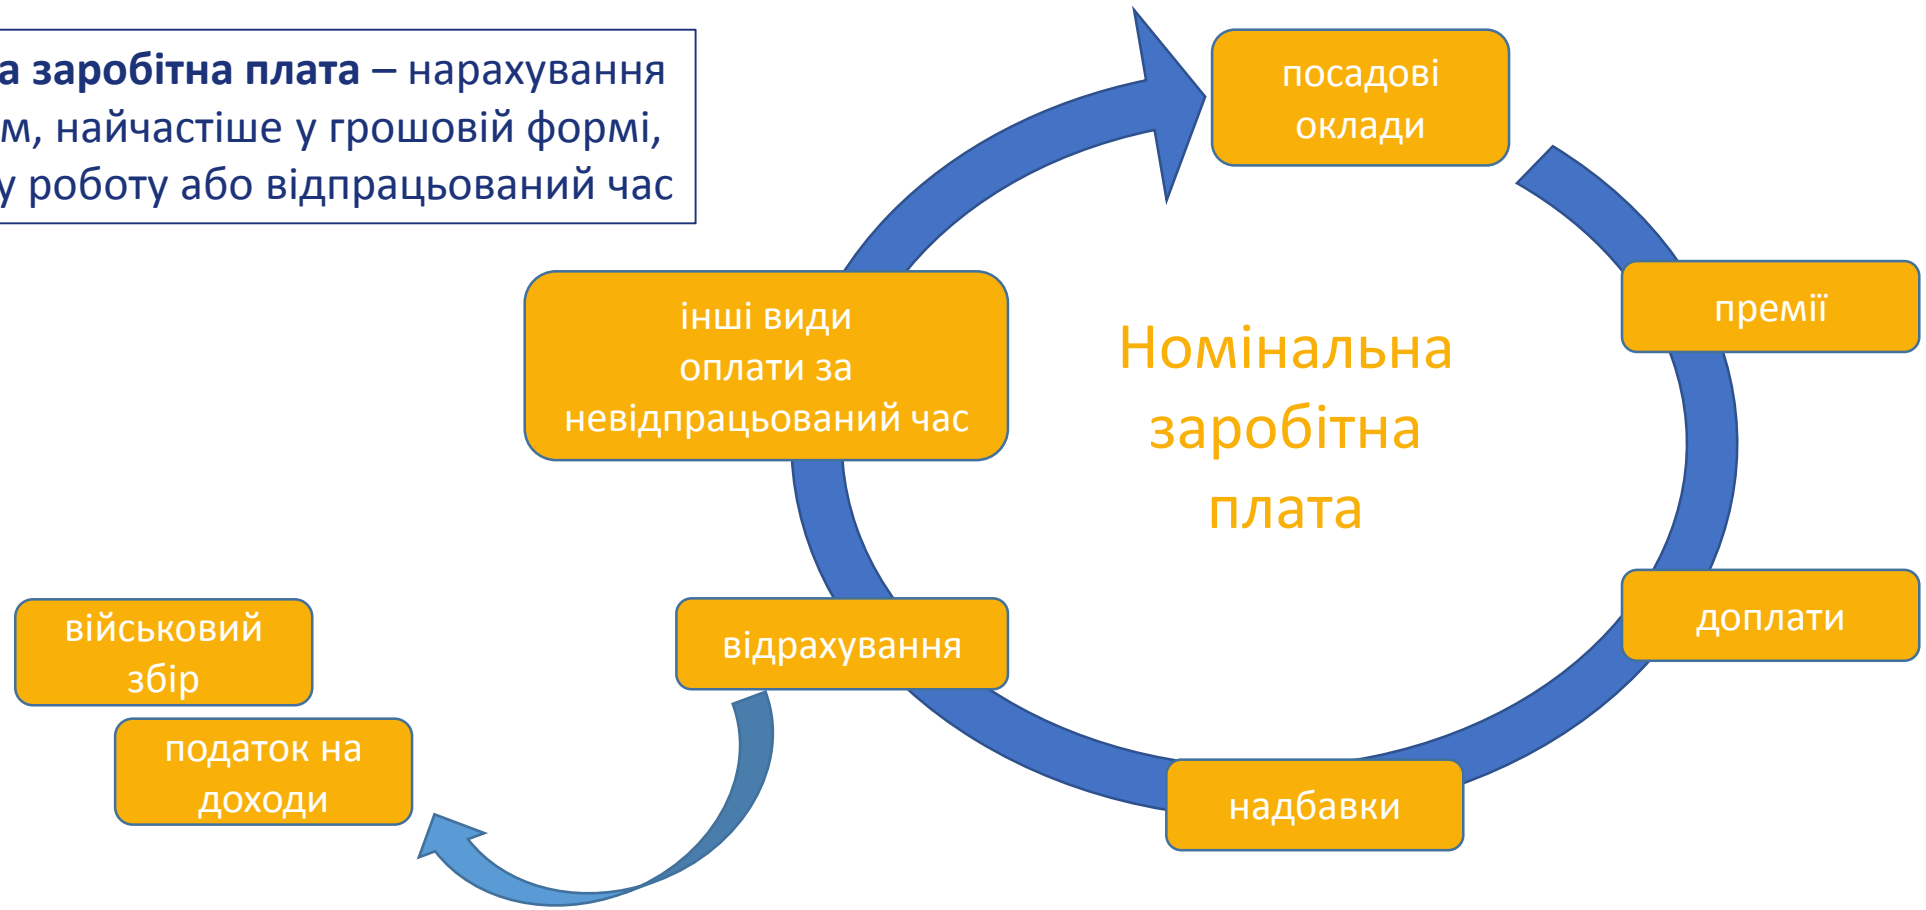 а заробітна плата – нарахування
м, найчастіше у грошовій формі,
у роботу або відпрацьований час
посадові
оклади
премії
інші види
оплати за
невідпрацьований час
Номінальна
заробітна
плата
військовий
збір
відрахування
доплати
податок на
доходи
надбавки